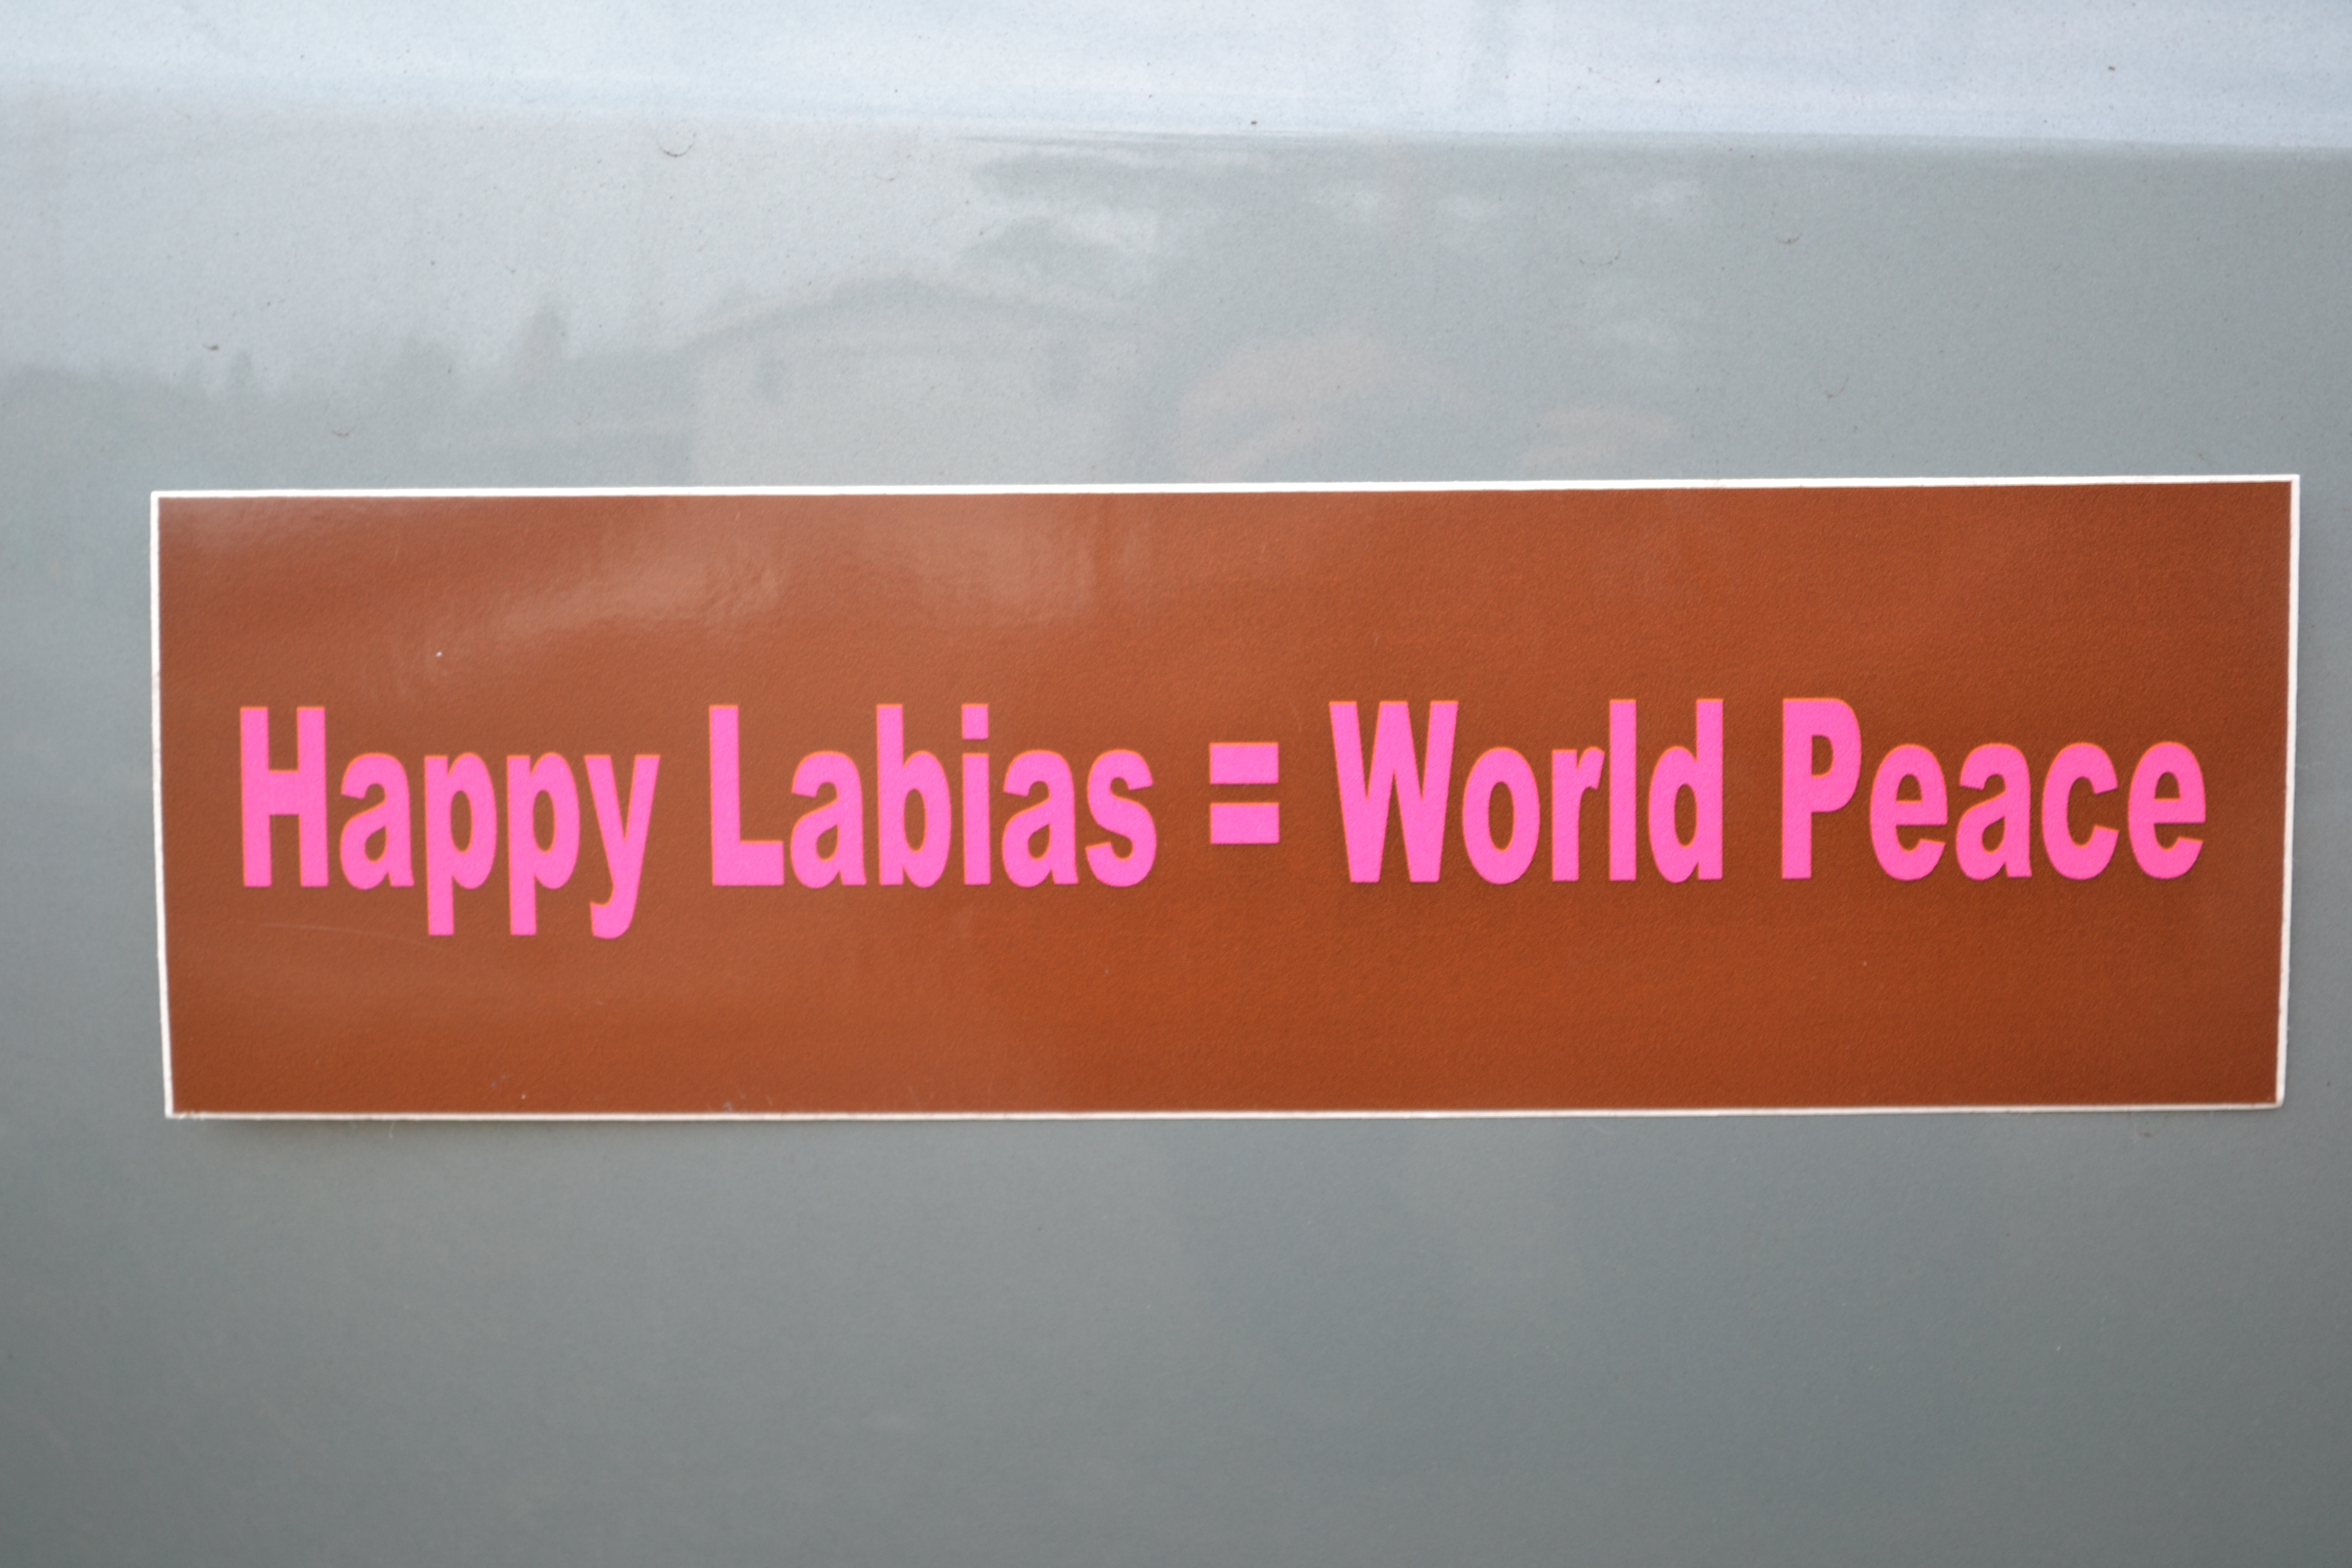 Happy Labias = World Peace